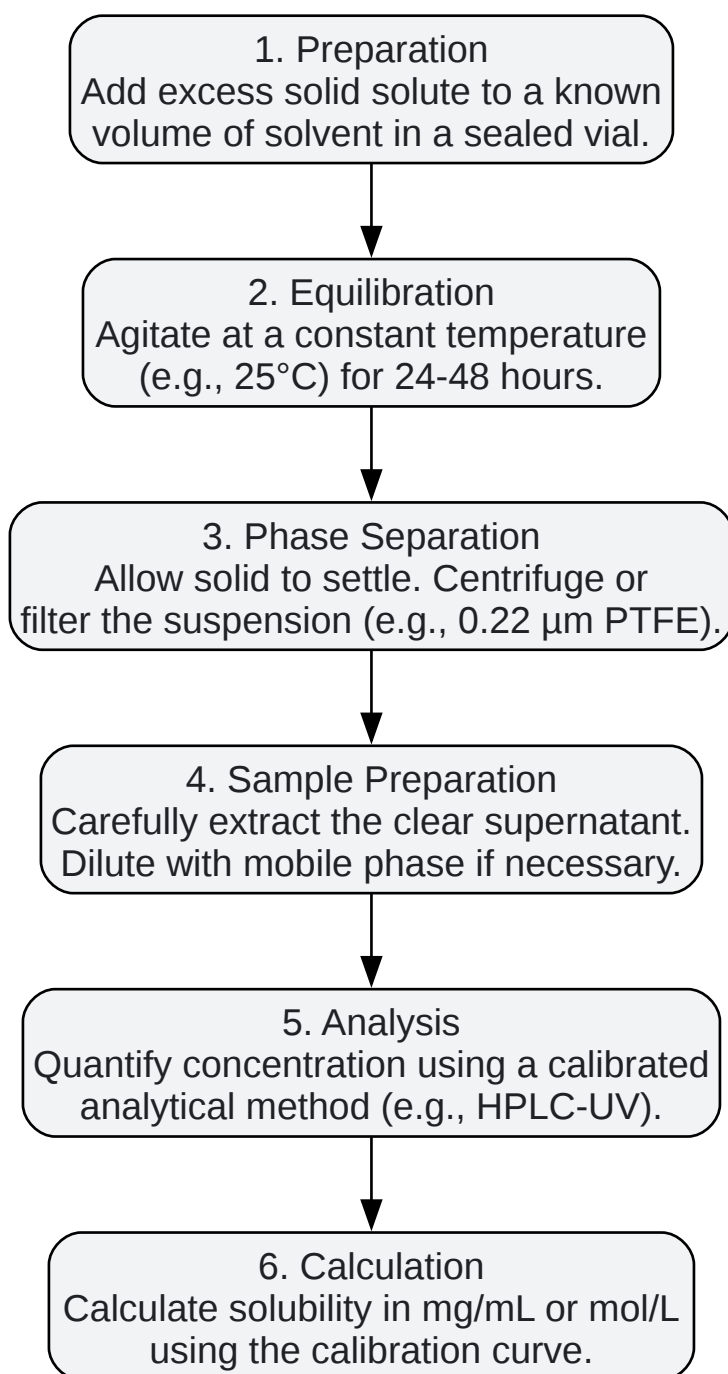 1. Preparation
Add excess solid solute to a known
volume of solvent in a sealed vial.
2. Equilibration
Agitate at a constant temperature
(e.g., 25°C) for 24-48 hours.
3. Phase Separation
Allow solid to settle. Centrifuge or
filter the suspension (e.g., 0.22 µm PTFE).
4. Sample Preparation
Carefully extract the clear supernatant.
Dilute with mobile phase if necessary.
5. Analysis
Quantify concentration using a calibrated
analytical method (e.g., HPLC-UV).
6. Calculation
Calculate solubility in mg/mL or mol/L
using the calibration curve.